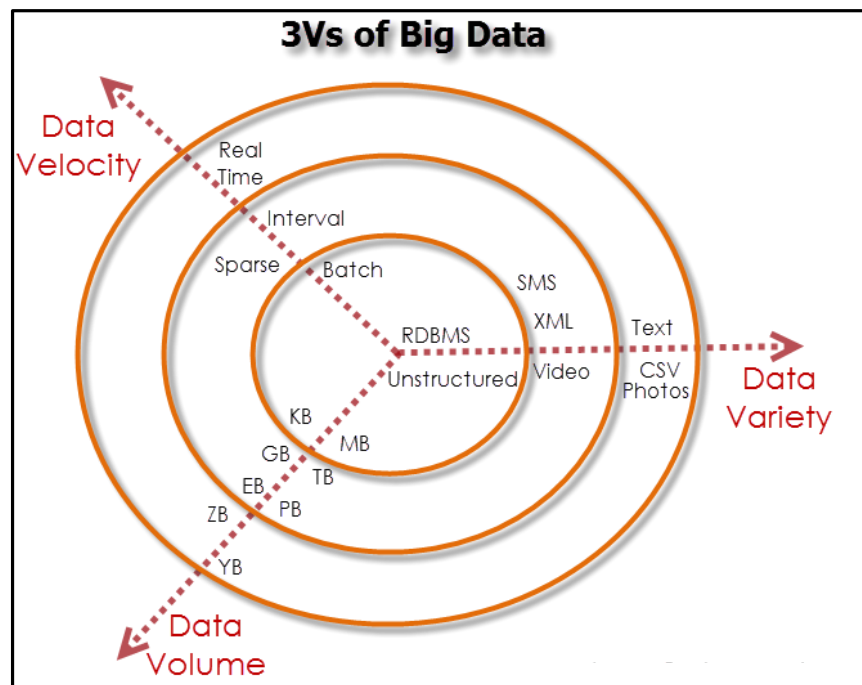 3Vs of Big Data
Data
Velocity
Real
Time
Interval
Sparse
Batch
SMS
XML
Text
RDBMS
Unstructured
Video
CSV
Photos
Data
Variety
KB
MB
GB
TB
EB
PB
ZB
YB
Data
Volume